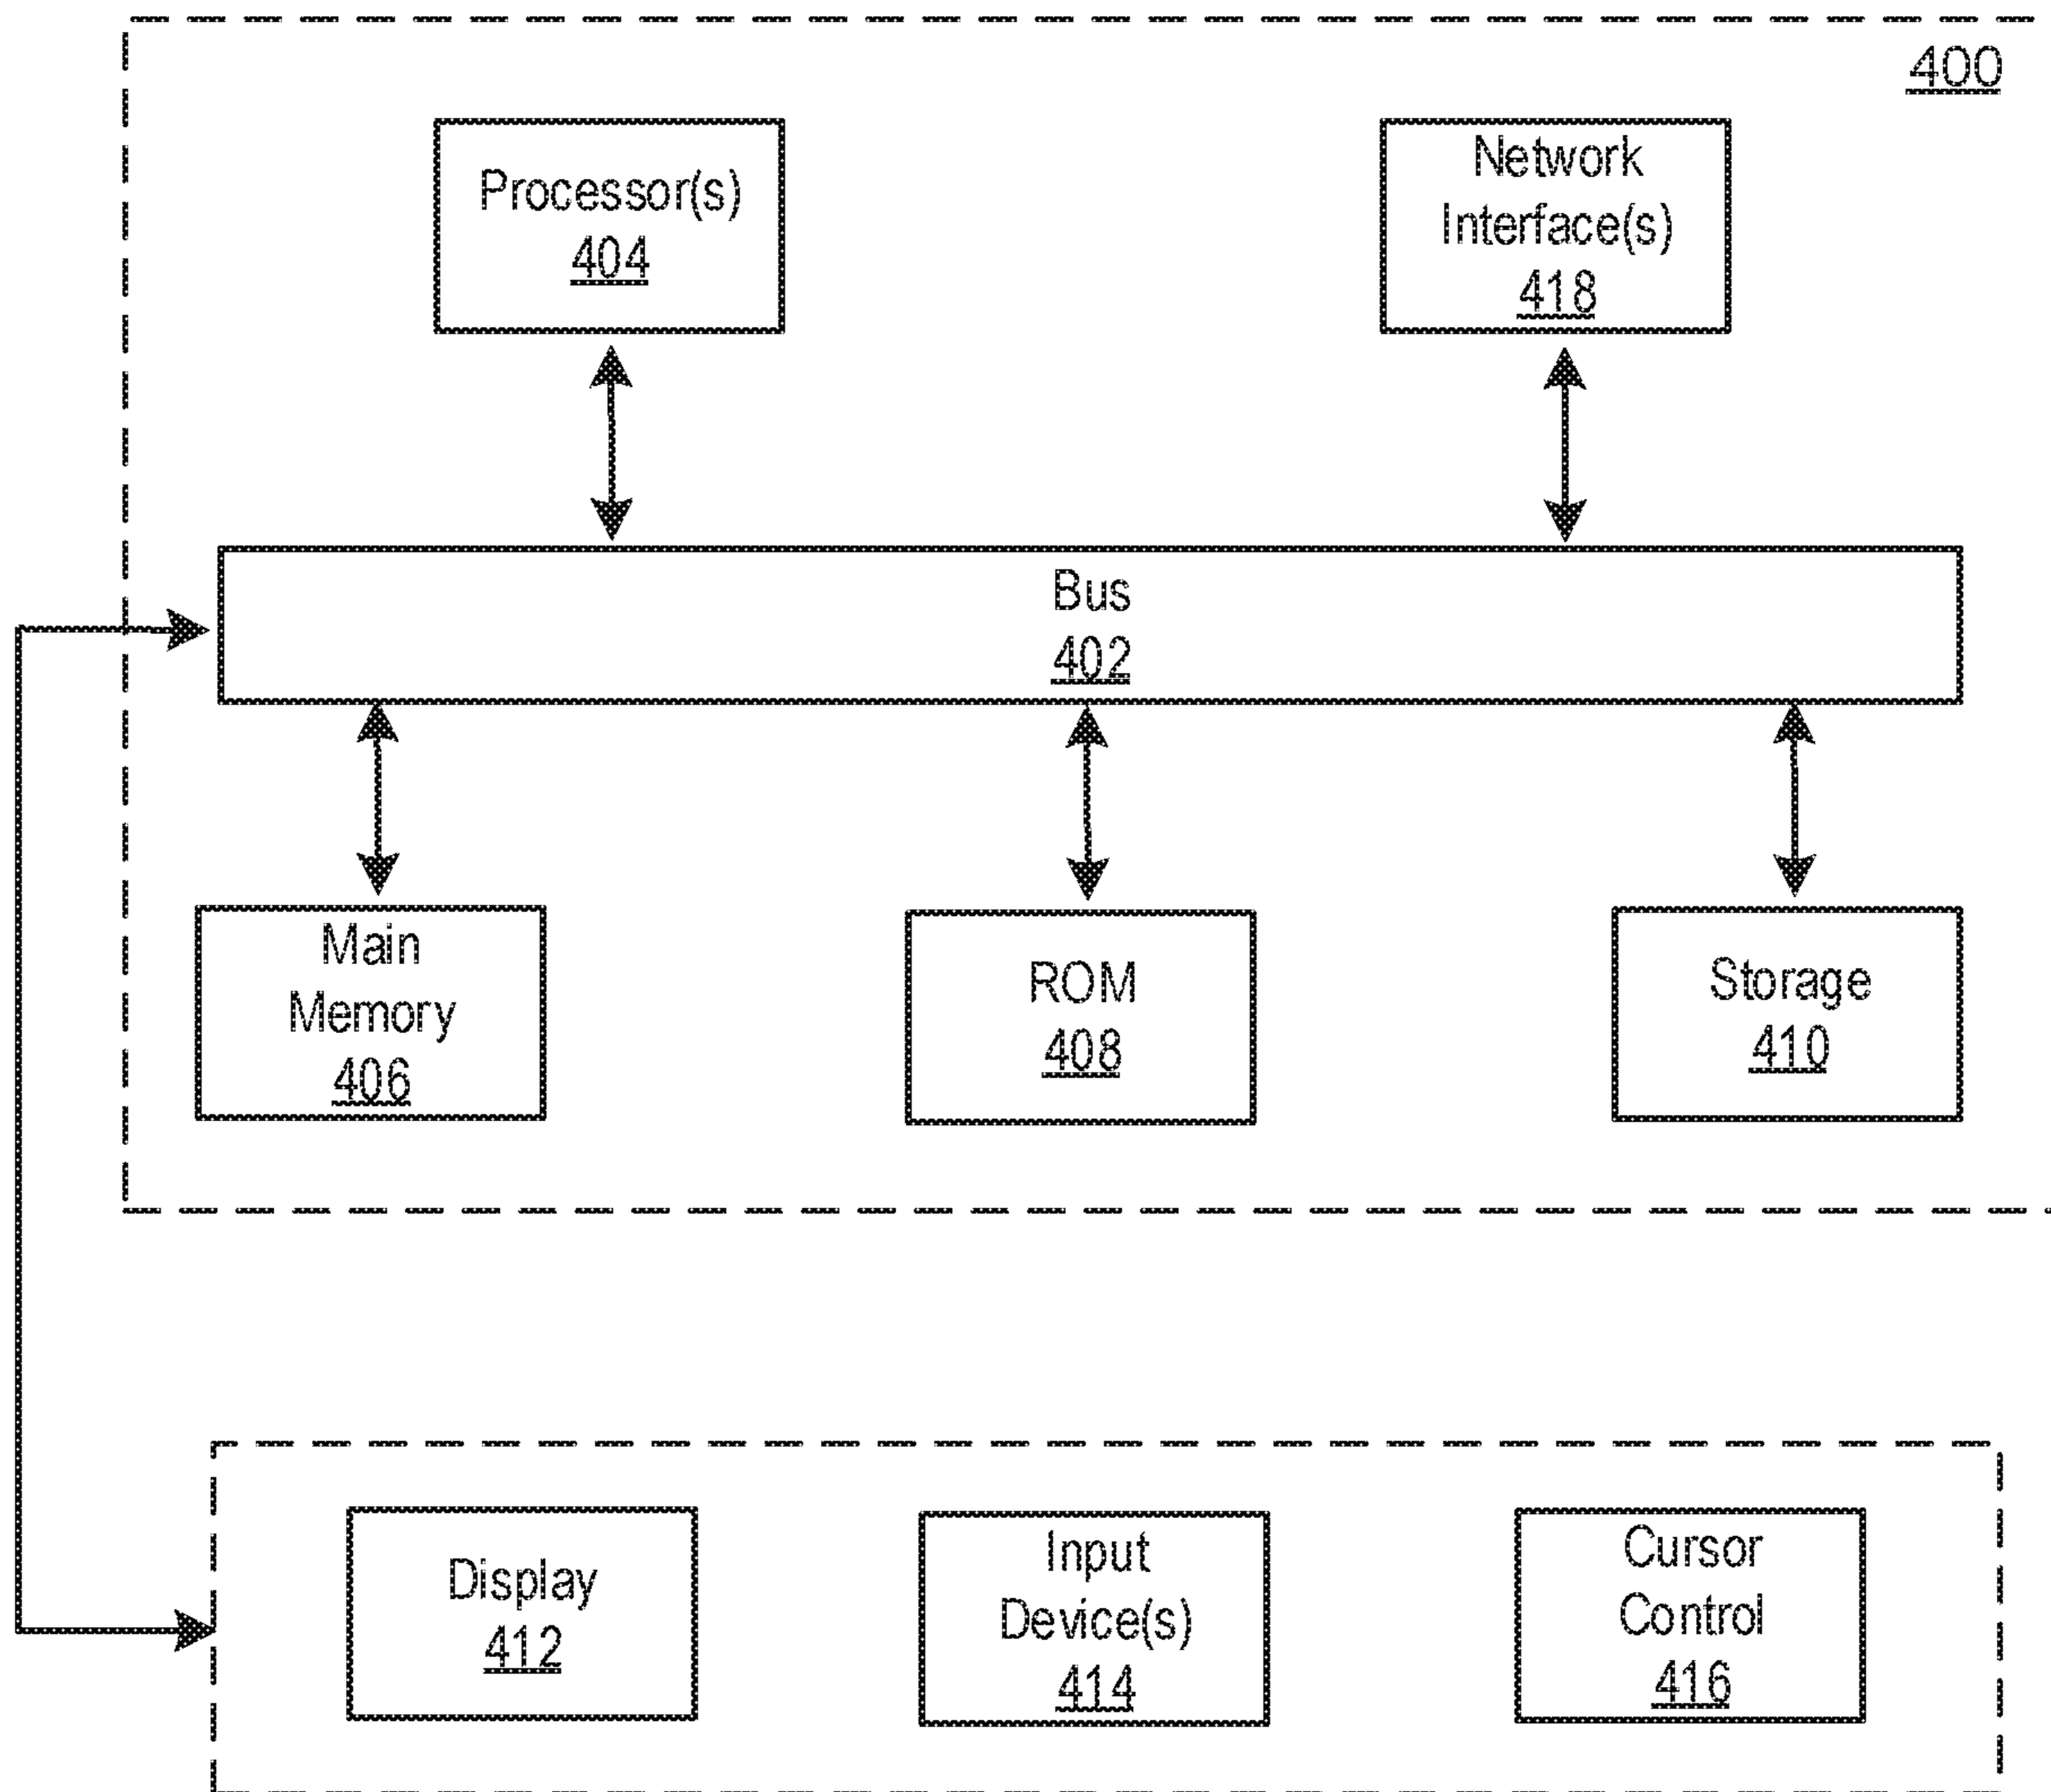 400
Processor(s)
404
Network
Interface(s)
418
Bus
402
Main
Memory
406
ROM
408
Storage
410
Display
412
Input
Device(s)
414
Cursor
Control
416